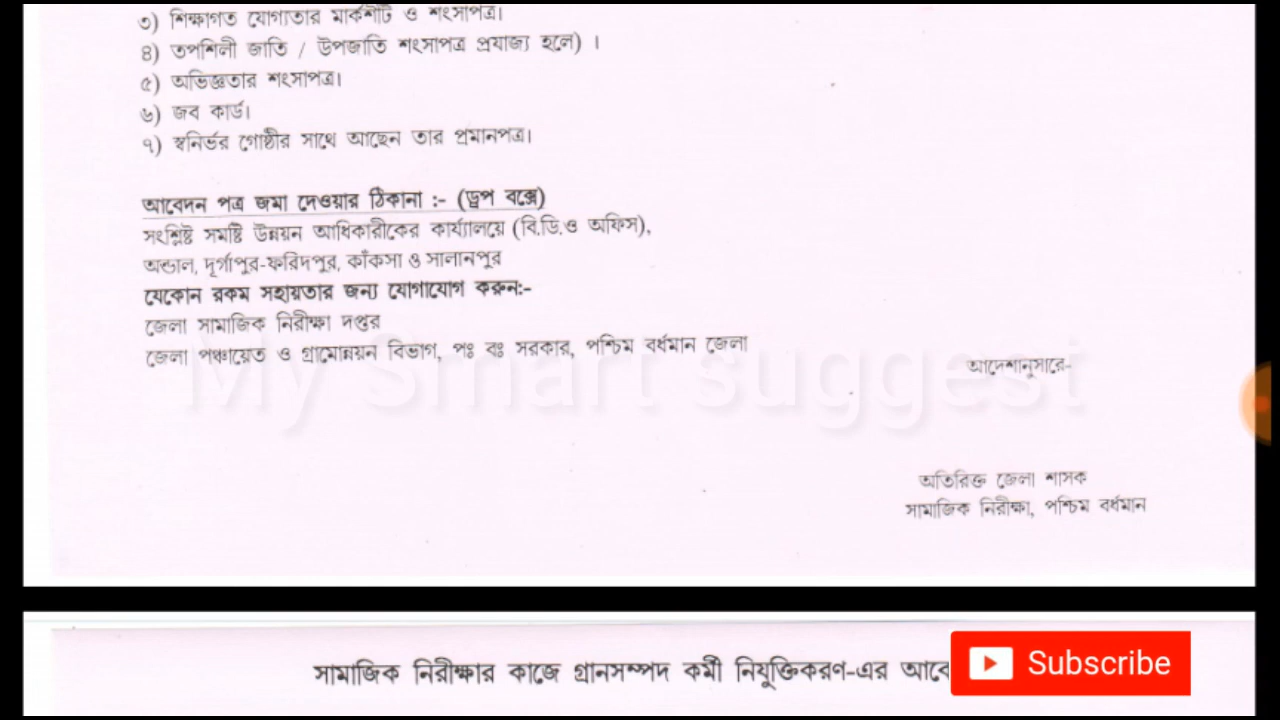 ৩) শিক্ষাগত যোগ্যতার মার্কশীট ও শংসাপত্র।
৪) তপশিলী জাতি / উপজাতি শংসাপত্র প্রযাজ্য হলে) ।
৫) অভিজ্ঞতার শংসাপত্র।
৬) জব কার্ড।
৭) স্বনির্ভর গোষ্ঠীর সাথে আছেন তার প্রমানপত্র।
আবেদন পত্র জমা দেওয়ার ঠিকানা :- (ড্রপ বক্সে)
সংশ্লিষ্ট সমষ্টি উন্নয়ন আধিকারীকের কার্য্যালয়ে (বি.ডি.ও অফিস),
অন্ডাল, দূর্গাপুর-ফরিদপুর, কাঁকসা ও সালানপুর
যেকোন রকম সহায়তার জন্য যোগাযোগ করুন:-
জেলা সামাজিক নিরীক্ষা দপ্তর
জেলা পঞ্চায়েত ও গ্রামোন্নয়ন বিভাগ, পঃ বঃ সরকার, পশ্চিম বর্ধমান জেলা
আদেশানুসারে-
My Smart suggest
অতিরিক্ত জেলা শাসক
সামাজিক নিরীক্ষা, পশ্চিম বর্ধমান
সামাজিক নিরীক্ষার কাজে গ্রানসম্পদ কর্মী নিযুক্তিকরণ-এর আবে
Subscribe